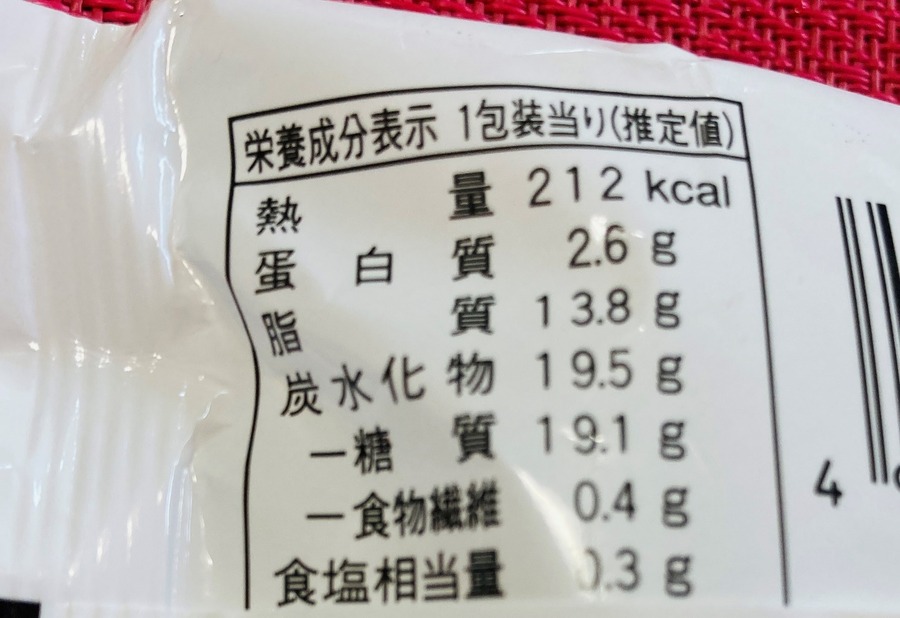 栄養成分表示 1包装当り(推定値)
熱量 212 kcal
蛋白質 2.6 g
脂質 13.8 g
炭水化物 19.5 g
ー糖質 19.1 g
ー食物繊維 0.4 g
食塩相当量 0.3 g
4